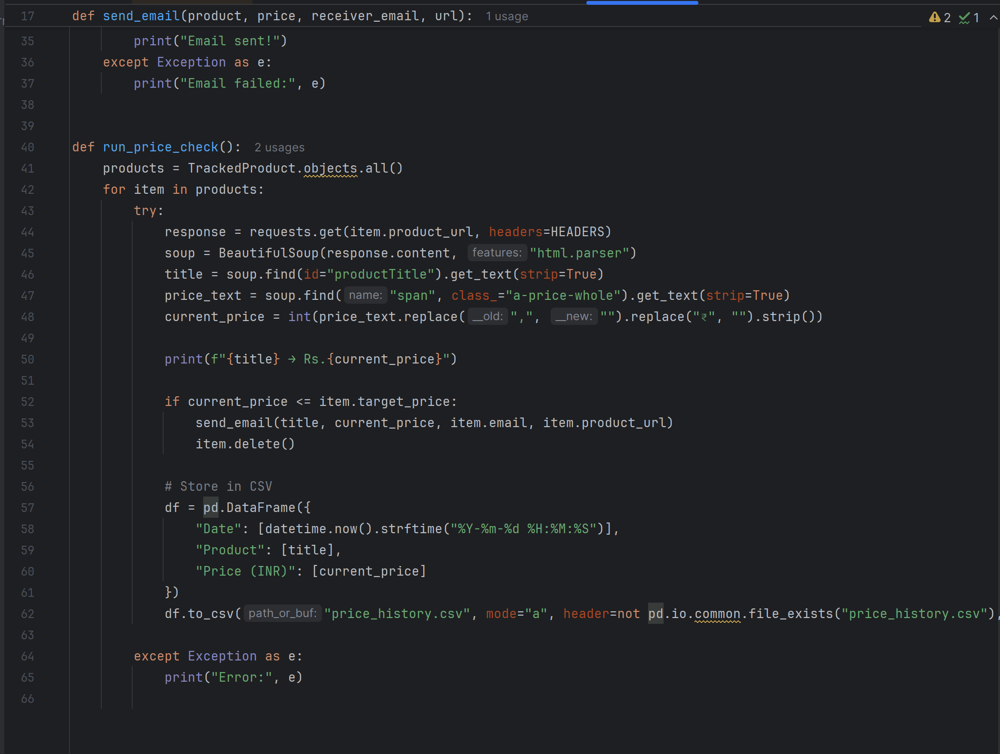 17 def send_email(product, price, receiver_email, url): 1 usage 2 1
35 print("Email sent!")
36 except Exception as e:
37 print("Email failed:", e)
38
39
40 def run_price_check(): 2 usages
41 products = TrackedProduct.objects.all()
42 for item in products:
43 try:
44 response = requests.get(item.product_url, headers=HEADERS)
45 soup = BeautifulSoup(response.content, features: "html.parser")
46 title = soup.find(id="productTitle").get_text(strip=True)
47 price_text = soup.find( name: "span", class_="a-price-whole").get_text(strip=True)
48 current_price = int(price_text.replace( __old: ",", __new: "").replace("₹", "").strip())
49
50 print(f"{title} → Rs.{current_price}")
51
52 if current_price <= item.target_price:
53 send_email(title, current_price, item.email, item.product_url)
54 item.delete()
55
56 # Store in CSV
57 df = pd.DataFrame({
58 "Date": [datetime.now().strftime("%Y-%m-%d %H:%M:%S")],
59 "Product": [title],
60 "Price (INR)": [current_price]
61 })
62 df.to_csv( path_or_buf: "price_history.csv", mode="a", header=not pd.io.common.file_exists("price_history.csv"),
63
64 except Exception as e:
65 print("Error:", e)
66